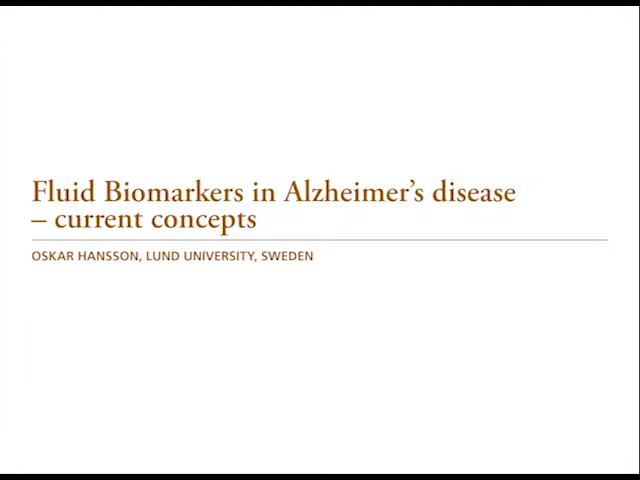 Fluid Biomarkers in Alzheimer's disease
– current concepts
OSKAR HANSSON, LUND UNIVERSITY, SWEDEN